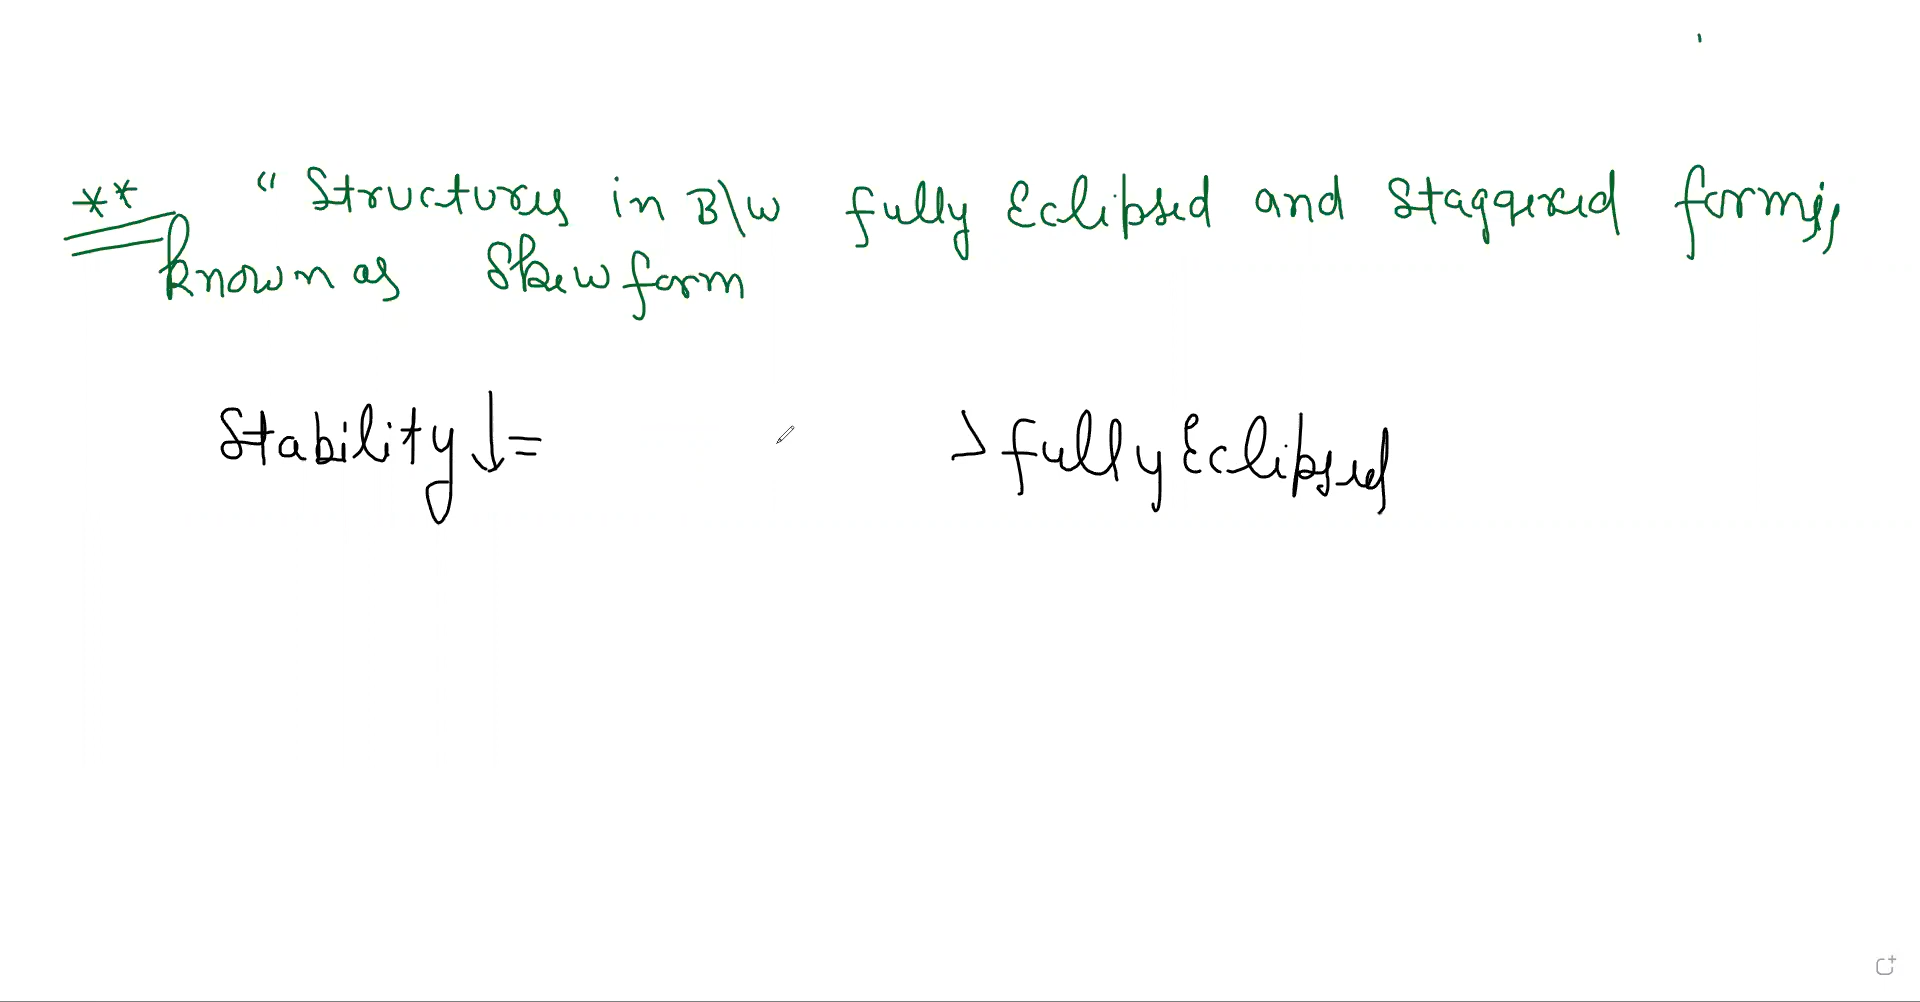 ** “ Structures in B\w fully Eclipsed and Staggered forms,
known as Skew form
Stability ↓ = > fully Eclipsed